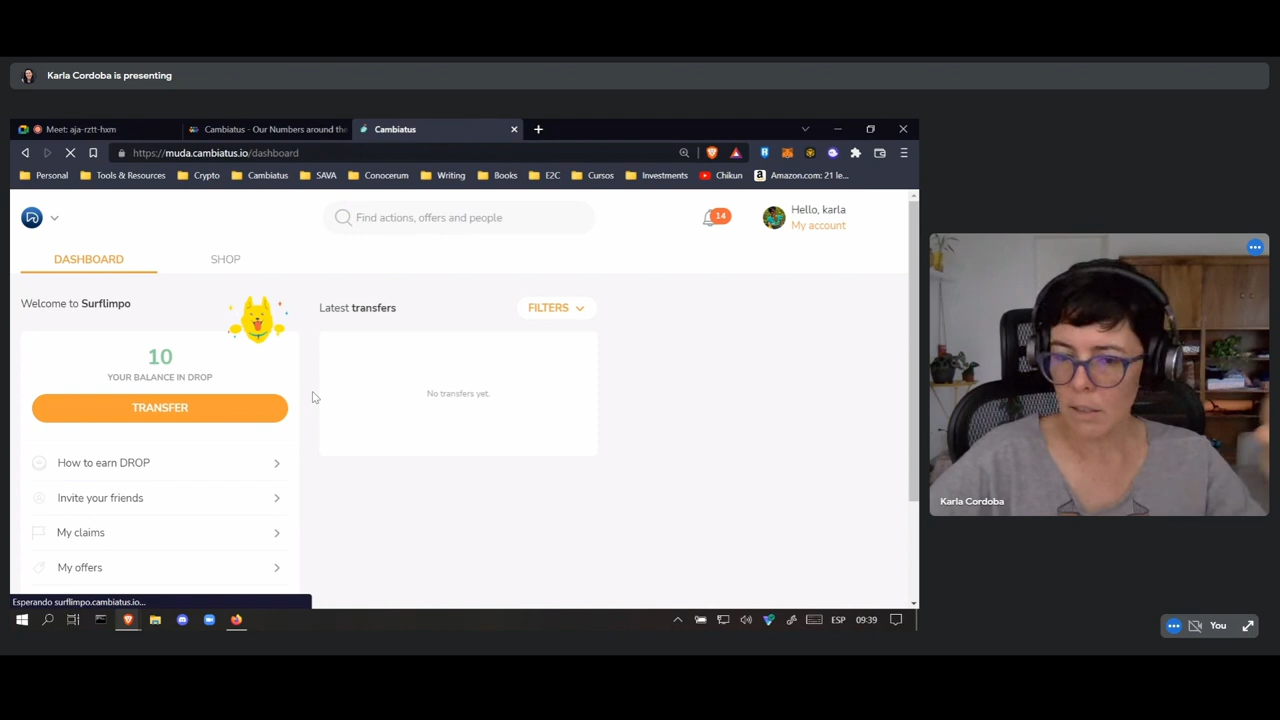 Karla Cordoba is presenting
Meet: aja-rztt-hxm
Cambiatus - Our Numbers around the
Cambiatus
https://muda.cambiatus.io/dashboard
Personal
Tools & Resources
Crypto
Cambiatus
SAVA
Conocerum
Writing
Books
E2C
Cursos
Investments
Chikun
Amazon.com: 21 le...
Find actions, offers and people
14
Hello, karla
My account
DASHBOARD
SHOP
Welcome to Surflimpo
Latest transfers
FILTERS
10
YOUR BALANCE IN DROP
TRANSFER
No transfers yet.
How to earn DROP
Invite your friends
My claims
My offers
Esperando surflimpo.cambiatus.io...
Karla Cordoba
ESP
09:39
You